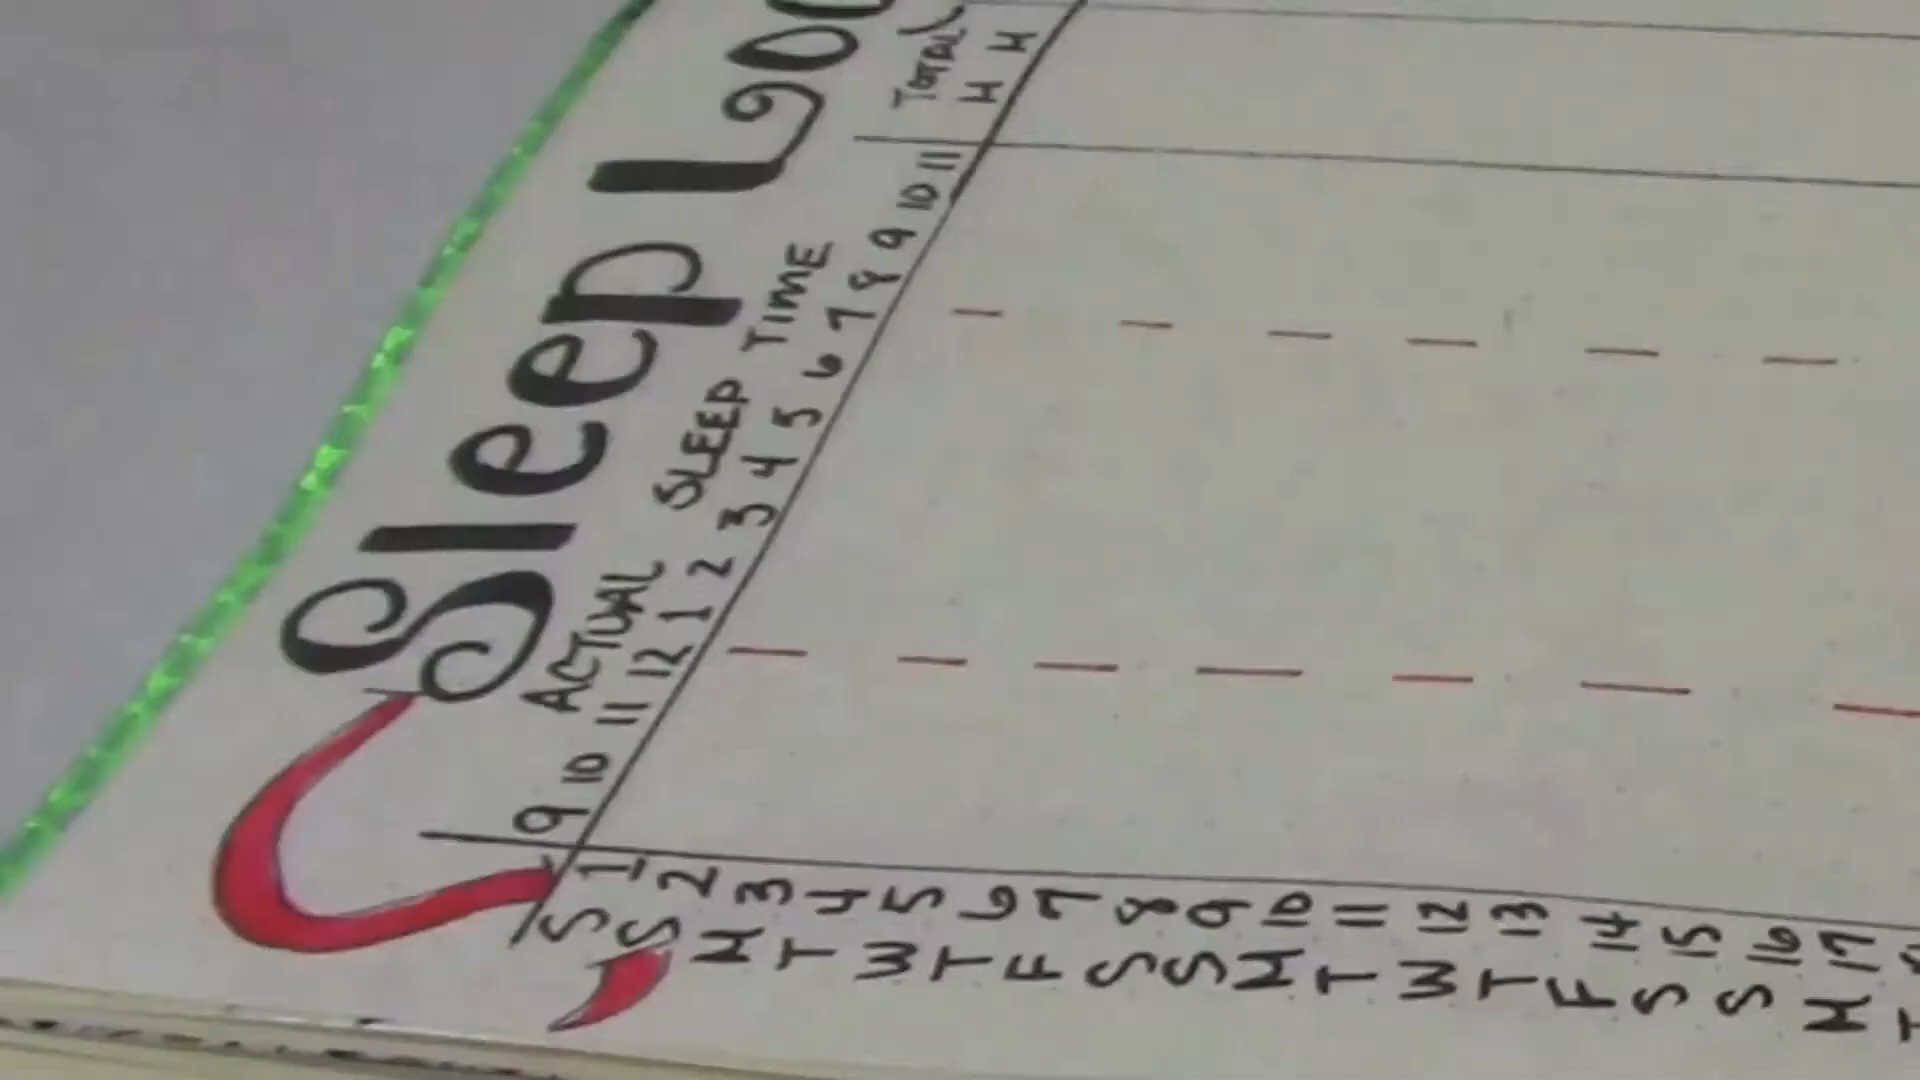 Sleep Log
ACTUAL SLEEP TIME TOTAL
9 10 11 12 1 2 3 4 5 6 7 8 9 10 11 H H
S 1
S 2
M 3
T 4
W 5
T 6
F 7
S 8
S 9
M 10
T 11
W 12
T 13
F 14
S 15
S 16
M 17
T